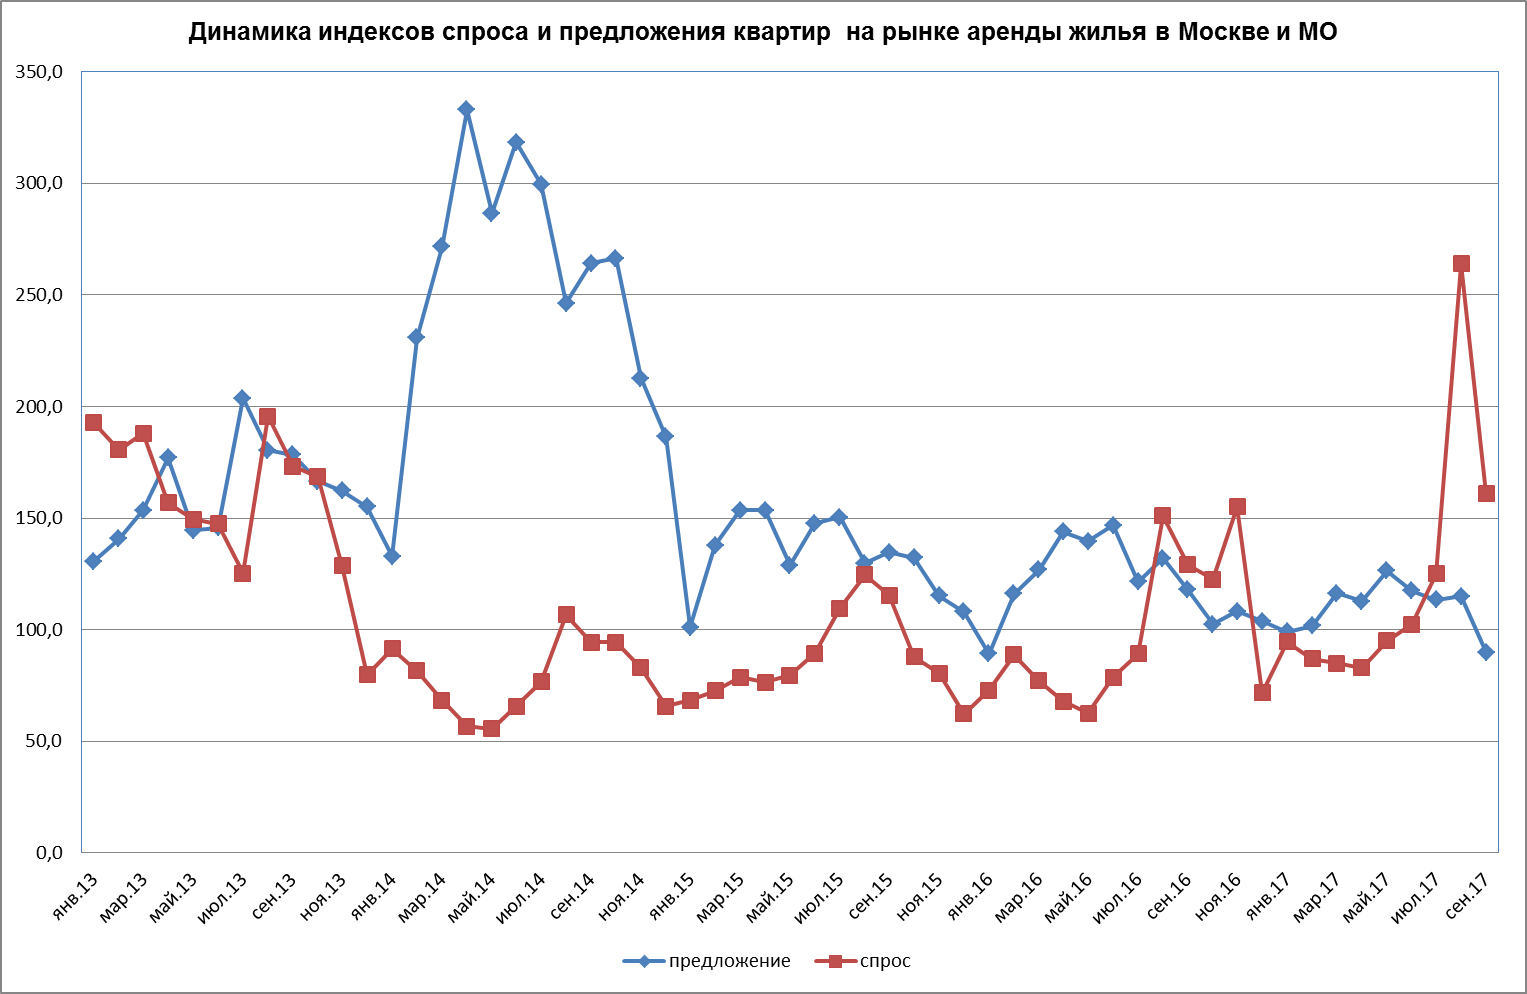 Динамика индексов спроса и предложения квартир на рынке аренды жилья в Москве и МО
350,0
300,0
250,0
200,0
150,0
100,0
50,0
0,0
янв.13
мар.13
май.13
июл.13
сен.13
ноя.13
янв.14
мар.14
май.14
июл.14
сен.14
ноя.14
янв.15
мар.15
май.15
июл.15
сен.15
ноя.15
янв.16
мар.16
май.16
июл.16
сен.16
ноя.16
янв.17
мар.17
май.17
июл.17
сен.17
предложение
спрос